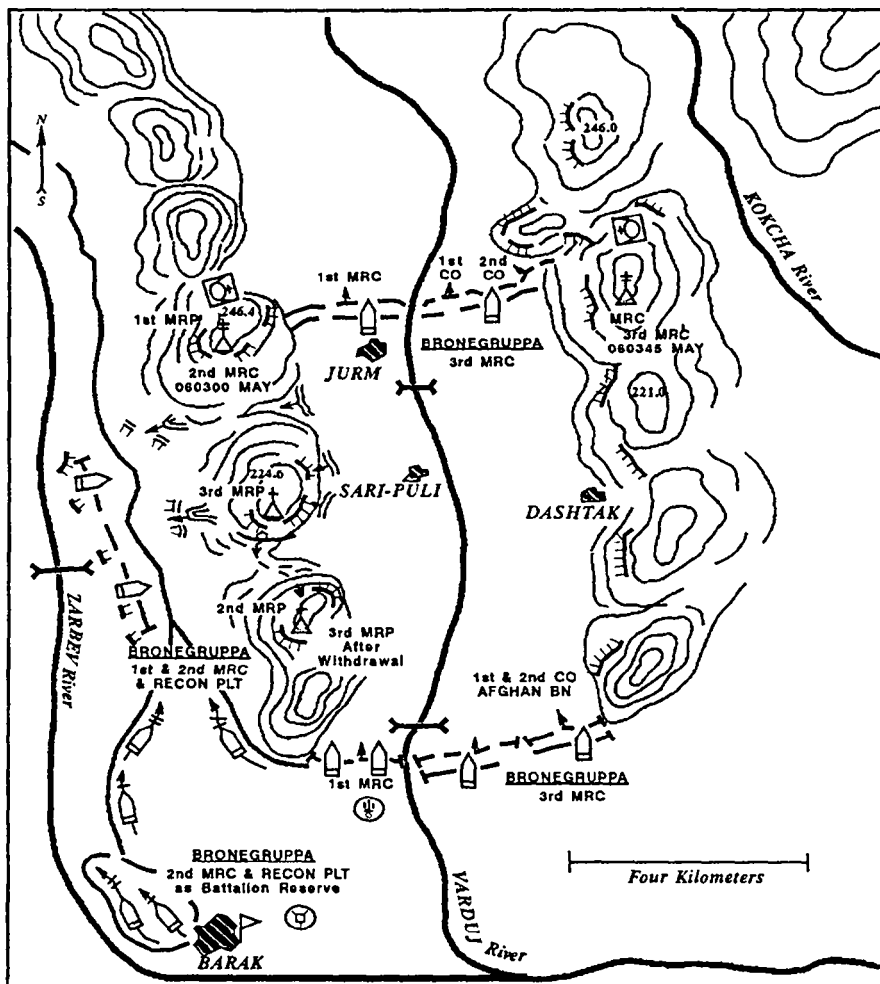 N
S
246.0
KOKCHA River
1st MRC
1st CO
2nd CO
1st MRP
246.4
2nd MRC
060300 MAY
JURM
BRONEGRUPPA
3rd MRC
MRC
3rd MRC
060345 MAY
221.0
224.6
3rd MRP
SARI-PULI
DASHTAK
ZARBEV River
2nd MRP
3rd MRP
After
Withdrawal
BRONEGRUPPA
1st & 2nd MRC
& RECON PLT
1st & 2nd CO
AFGHAN BN
1st MRC
BRONEGRUPPA
3rd MRC
BRONEGRUPPA
2nd MRC & RECON PLT
as Battalion Reserve
BARAK
VARDUJ River
Four Kilometers